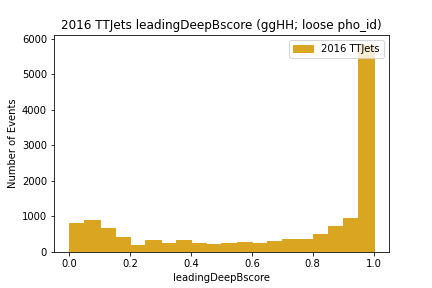 2016 TTJets leadingDeepBscore (ggHH; loose pho_id)
2016 TTJets
Number of Events
6000
5000
4000
3000
2000
1000
0
0.0 0.2 0.4 0.6 0.8 1.0
leadingDeepBscore